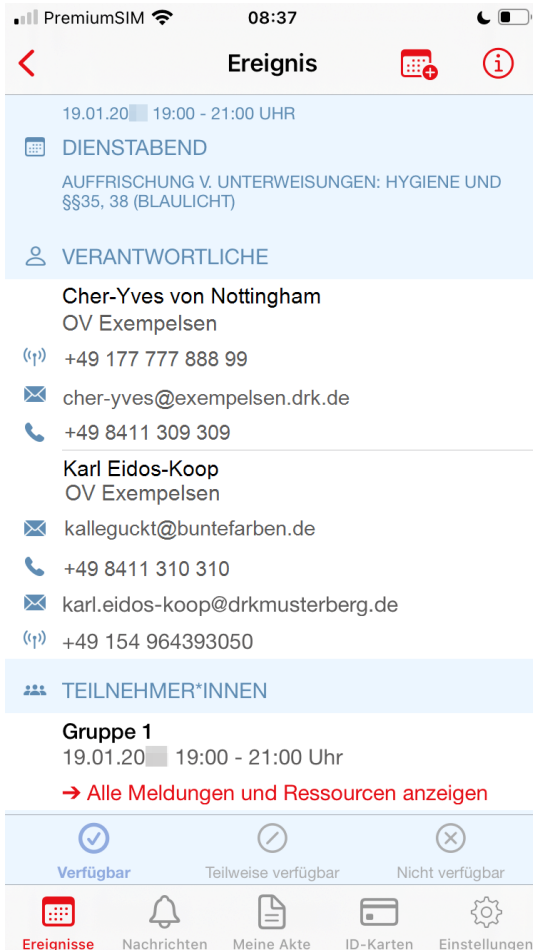 PremiumSIM 08:37
Ereignis
19.01.20 19:00 - 21:00 UHR
DIENSTABEND
AUFFRISCHUNG V. UNTERWEISUNGEN: HYGIENE UND
§§35, 38 (BLAULICHT)
VERANTWORTLICHE
Cher-Yves von Nottingham
OV Exempelsen
+49 177 777 888 99
cher-yves@exempelsen.drk.de
+49 8411 309 309
Karl Eidos-Koop
OV Exempelsen
kalleguckt@buntefarben.de
+49 8411 310 310
karl.eidos-koop@drkmusterberg.de
+49 154 964393050
TEILNEHMER*INNEN
Gruppe 1
19.01.20 19:00 - 21:00 Uhr
➔ Alle Meldungen und Ressourcen anzeigen
Verfügbar Teilweise verfügbar Nicht verfügbar
Ereignisse Nachrichten Meine Akte ID-Karten Einstellungen